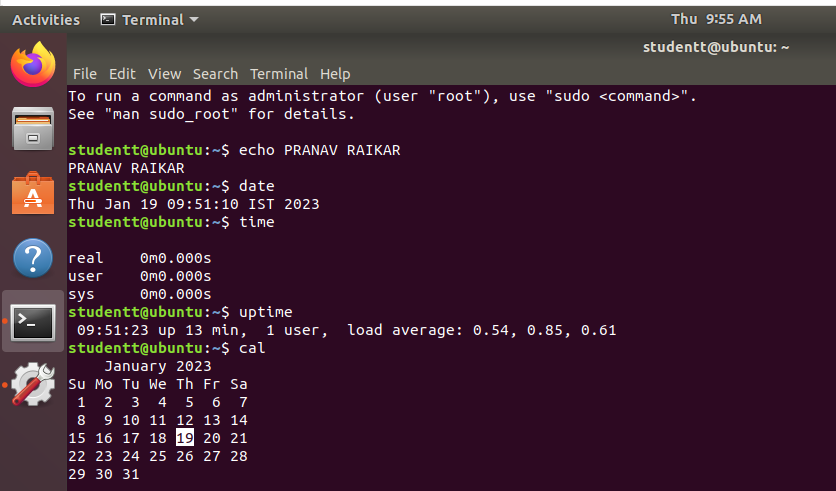 Activities Terminal Thu 9:55 AM
studentt@ubuntu: ~
File Edit View Search Terminal Help
To run a command as administrator (user "root"), use "sudo <command>".
See "man sudo_root" for details.
studentt@ubuntu:~$ echo PRANAV RAIKAR
PRANAV RAIKAR
studentt@ubuntu:~$ date
Thu Jan 19 09:51:10 IST 2023
studentt@ubuntu:~$ time
real    0m0.000s
user    0m0.000s
sys     0m0.000s
studentt@ubuntu:~$ uptime
 09:51:23 up 13 min,  1 user,  load average: 0.54, 0.85, 0.61
studentt@ubuntu:~$ cal
    January 2023
Su Mo Tu We Th Fr Sa
 1  2  3  4  5  6  7
 8  9 10 11 12 13 14
15 16 17 18 19 20 21
22 23 24 25 26 27 28
29 30 31